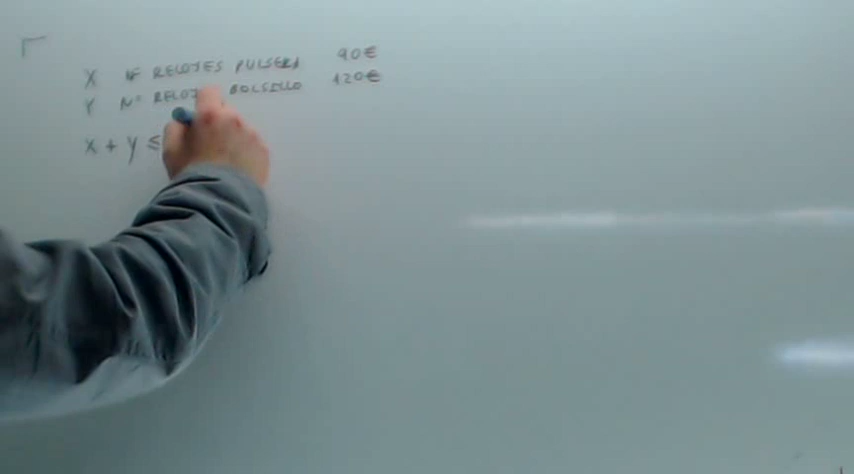 X Nº RELOJES PULSERA 90€
Y Nº BOLSILLO 120€
X + Y ≤